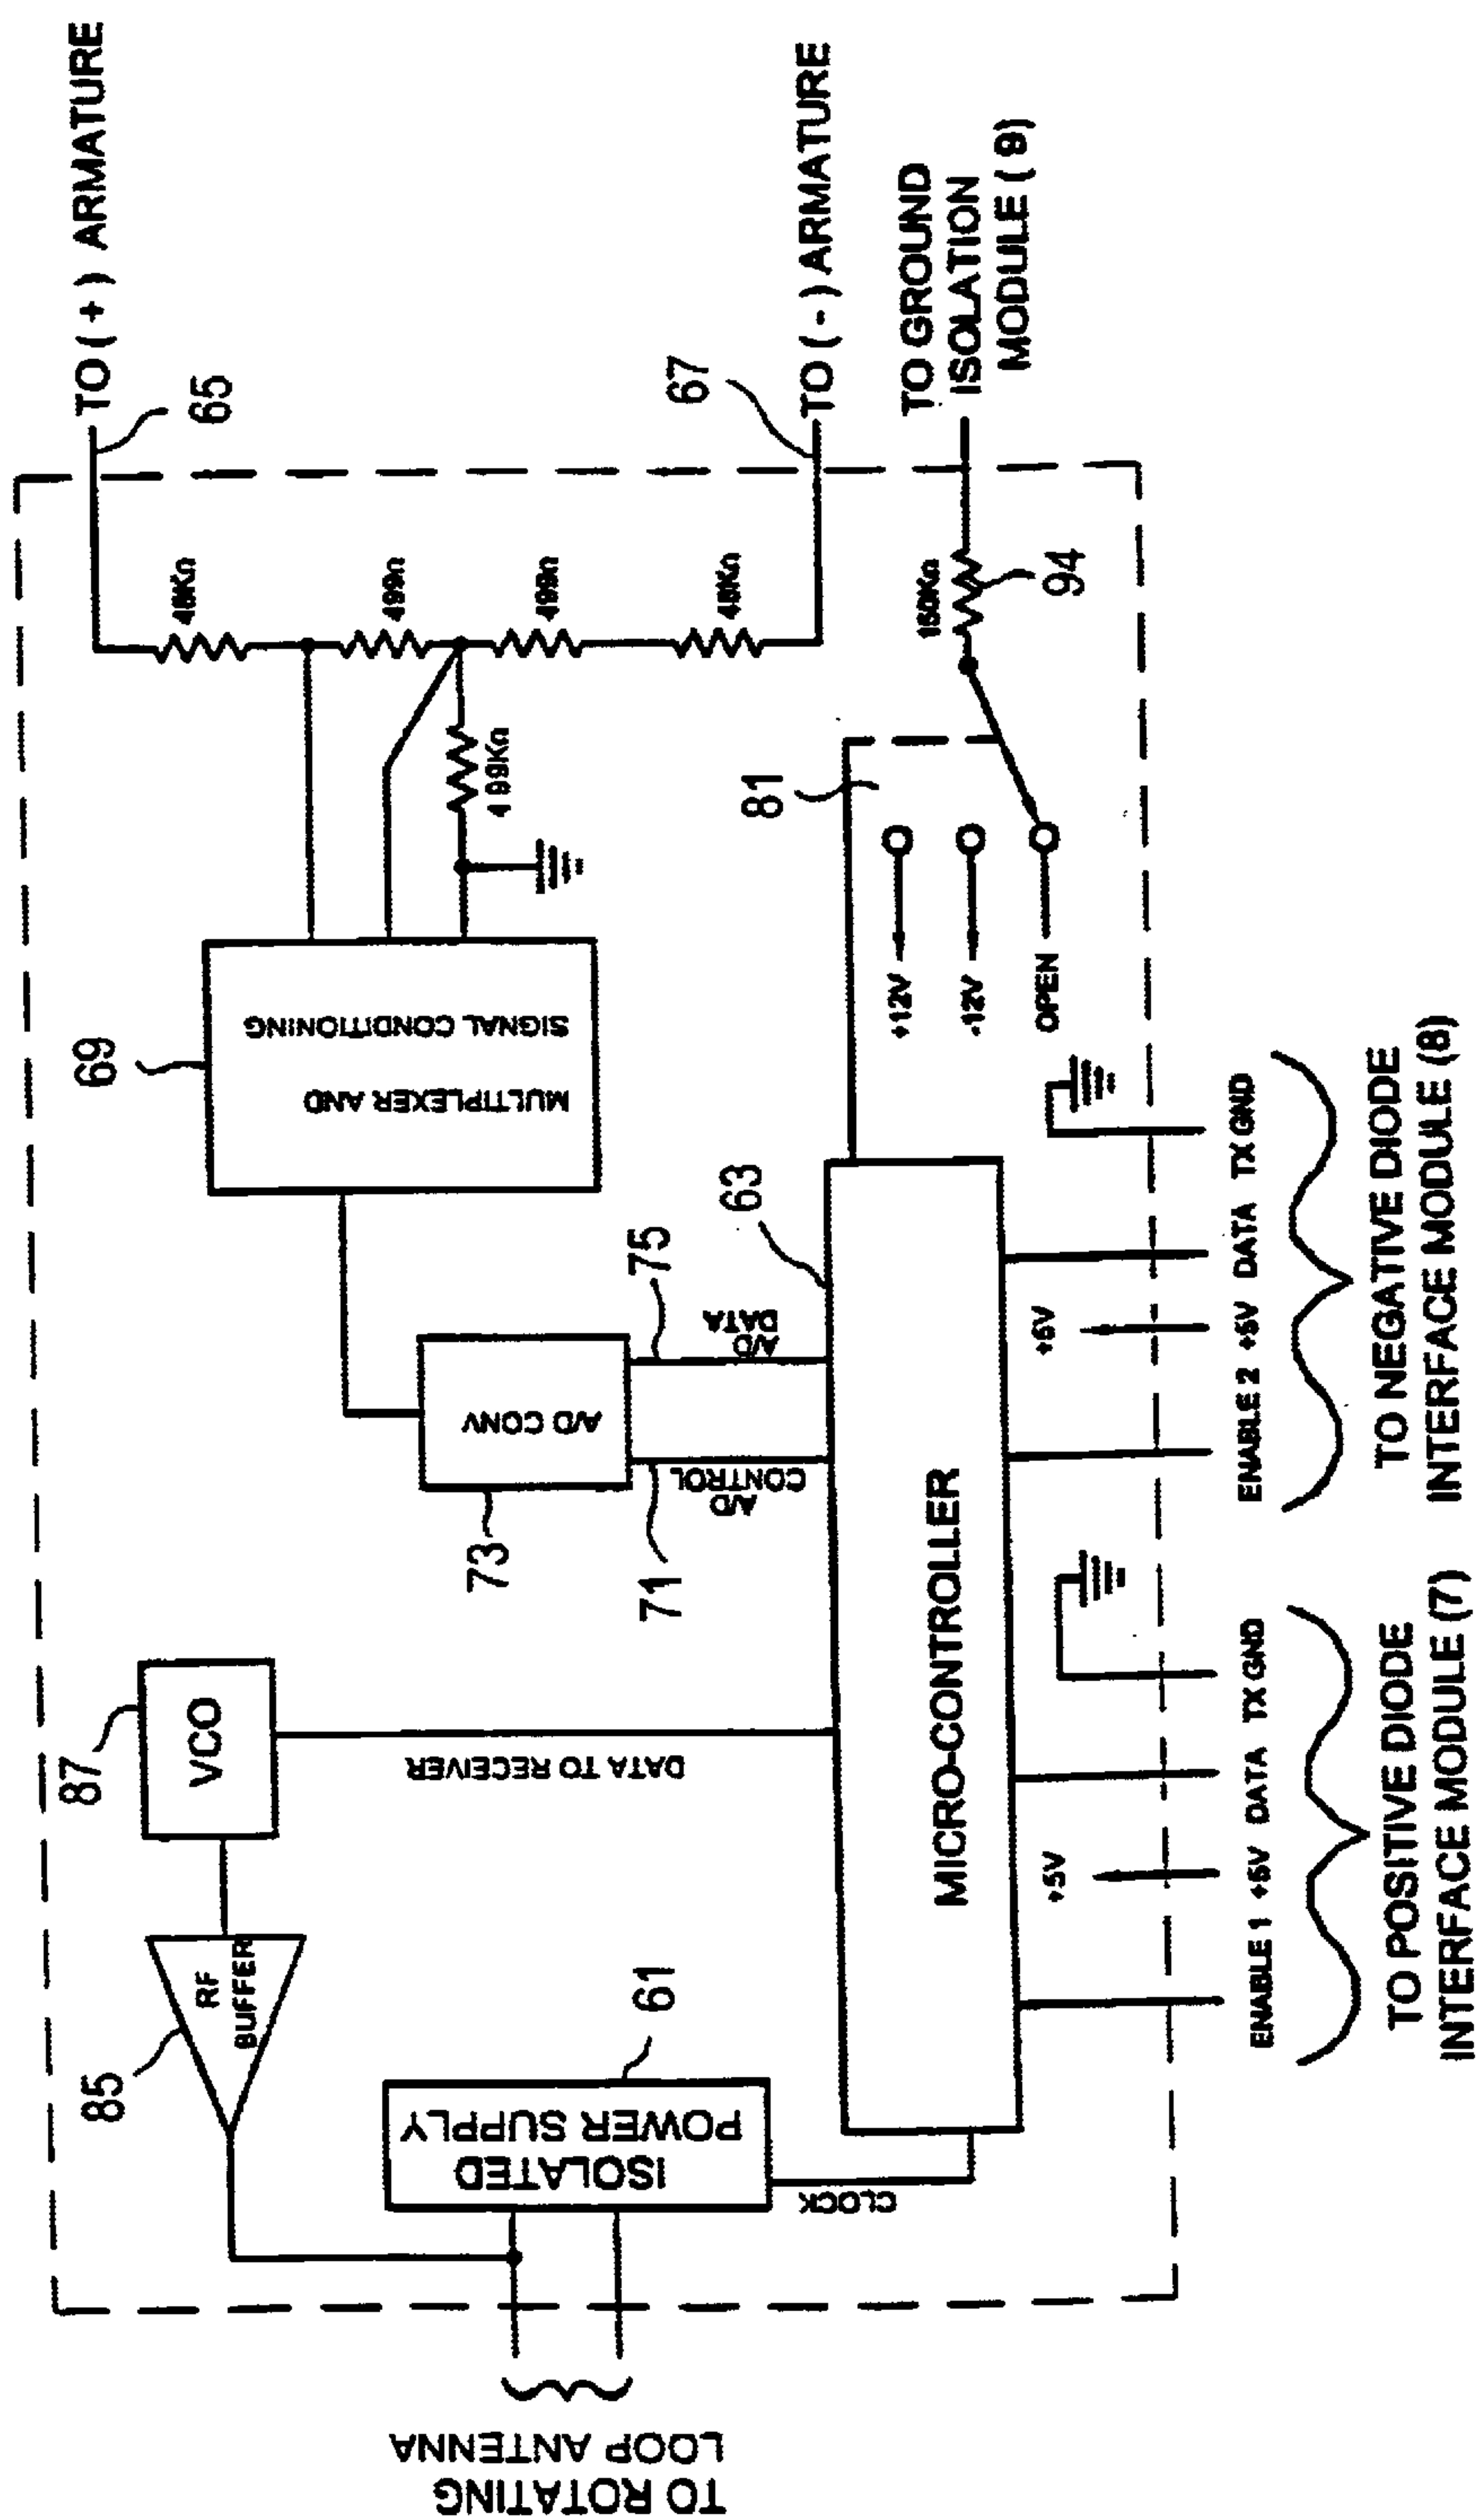 TO ( + ) ARMATURE
65
499Ω
499Ω
67
TO ( - ) ARMATURE
TO GROUND
ISOLATION
MODULE ( 9 )
150KΩ
94
499KΩ
81
+12V
-12V
OPEN
69
MULTIPLEXER AND
SIGNAL CONDITIONING
63
75
A/D
DATA
A/D CONV
73
71
A/D
CONTROL
MICRO-CONTROLLER
87
VCO
DATA TO RECEIVER
85
RF
BUFFER
61
ISOLATED
POWER SUPPLY
CLOCK
TO ROTATING
LOOP ANTENNA
+5V
ENABLE 1 +5V DATA TX GND
TO POSITIVE DIODE
INTERFACE MODULE (7)
+5V
ENABLE 2 +5V DATA TX GND
TO NEGATIVE DIODE
INTERFACE MODULE (8)